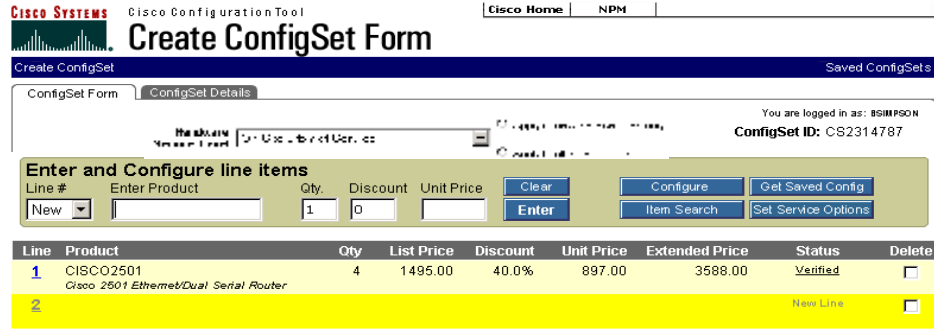 CISCO SYSTEMS
Cisco Configuration Tool
Cisco Home | NPM |
Create ConfigSet Form
Create ConfigSet Saved ConfigSets
ConfigSet Form ConfigSet Details
You are logged in as: BSIMPSON
ConfigSet ID: CS2314787
Enter and Configure line items
Line # Enter Product Qty. Discount Unit Price Clear Configure Get Saved Config
New 1 0 Enter Item Search Set Service Options
Line Product Qty List Price Discount Unit Price Extended Price Status Delete
1 CISCO2501 4 1495.00 40.0% 897.00 3588.00 Verified
Cisco 2501 Ethernet/Dual Serial Router
2 New Line